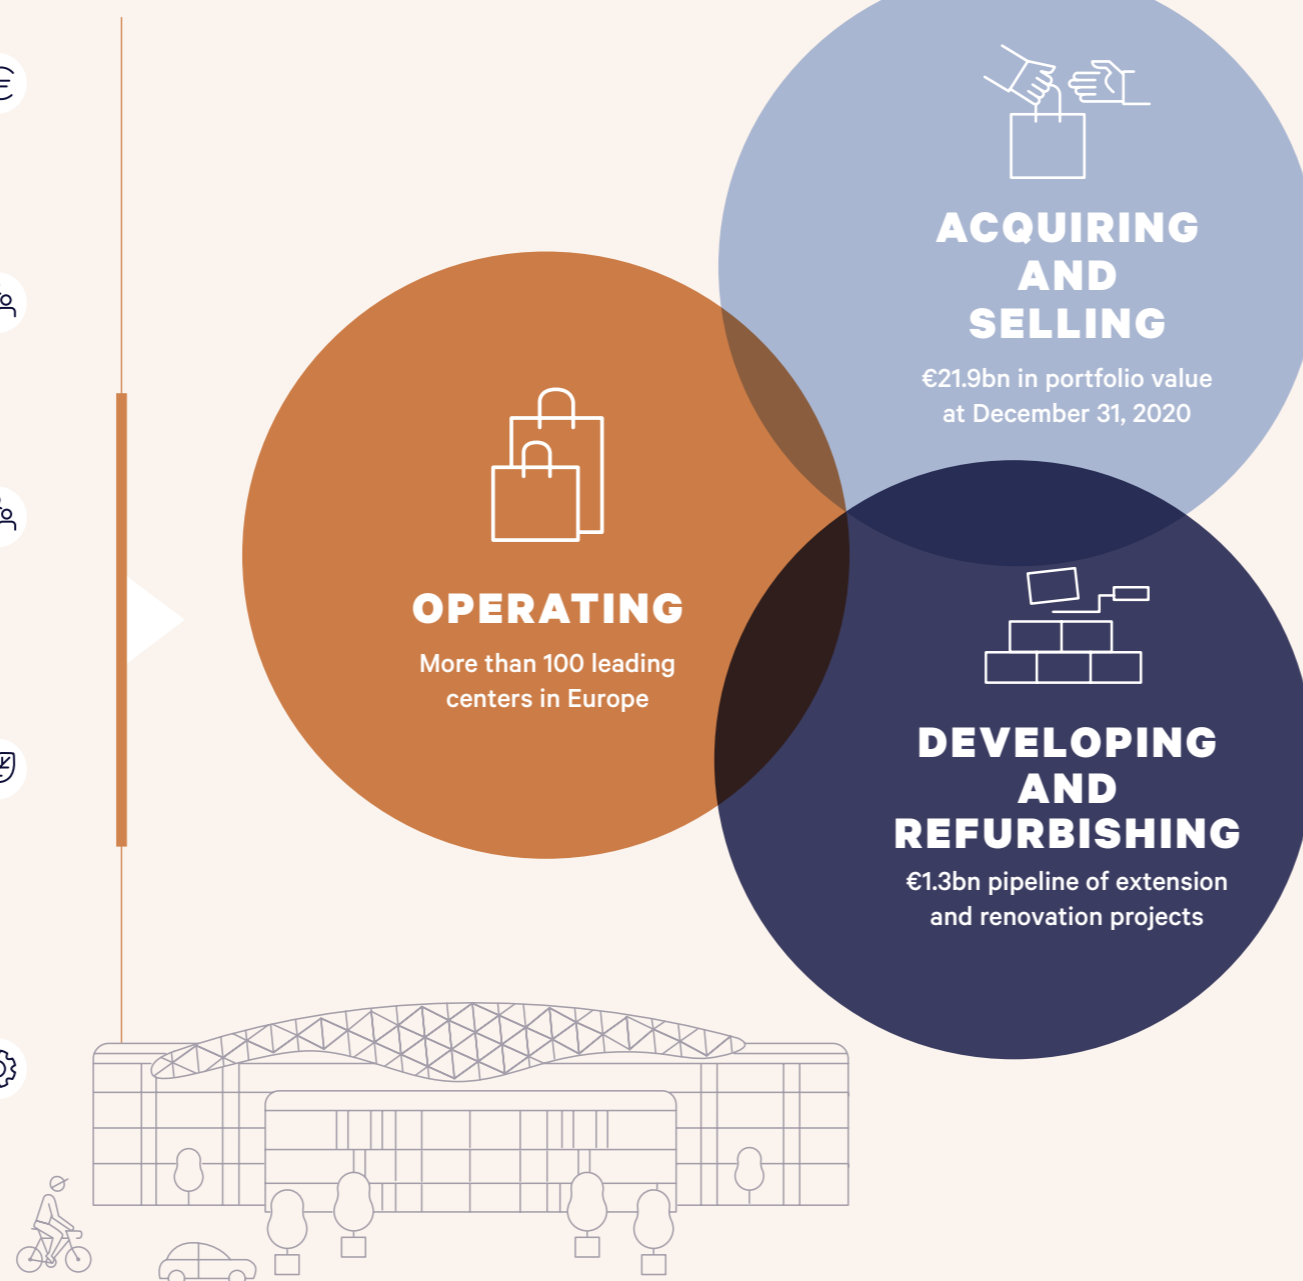 ACQUIRING
AND
SELLING
€21.9bn in portfolio value
at December 31, 2020
OPERATING
More than 100 leading
centers in Europe
DEVELOPING
AND
REFURBISHING
€1.3bn pipeline of extension
and renovation projects